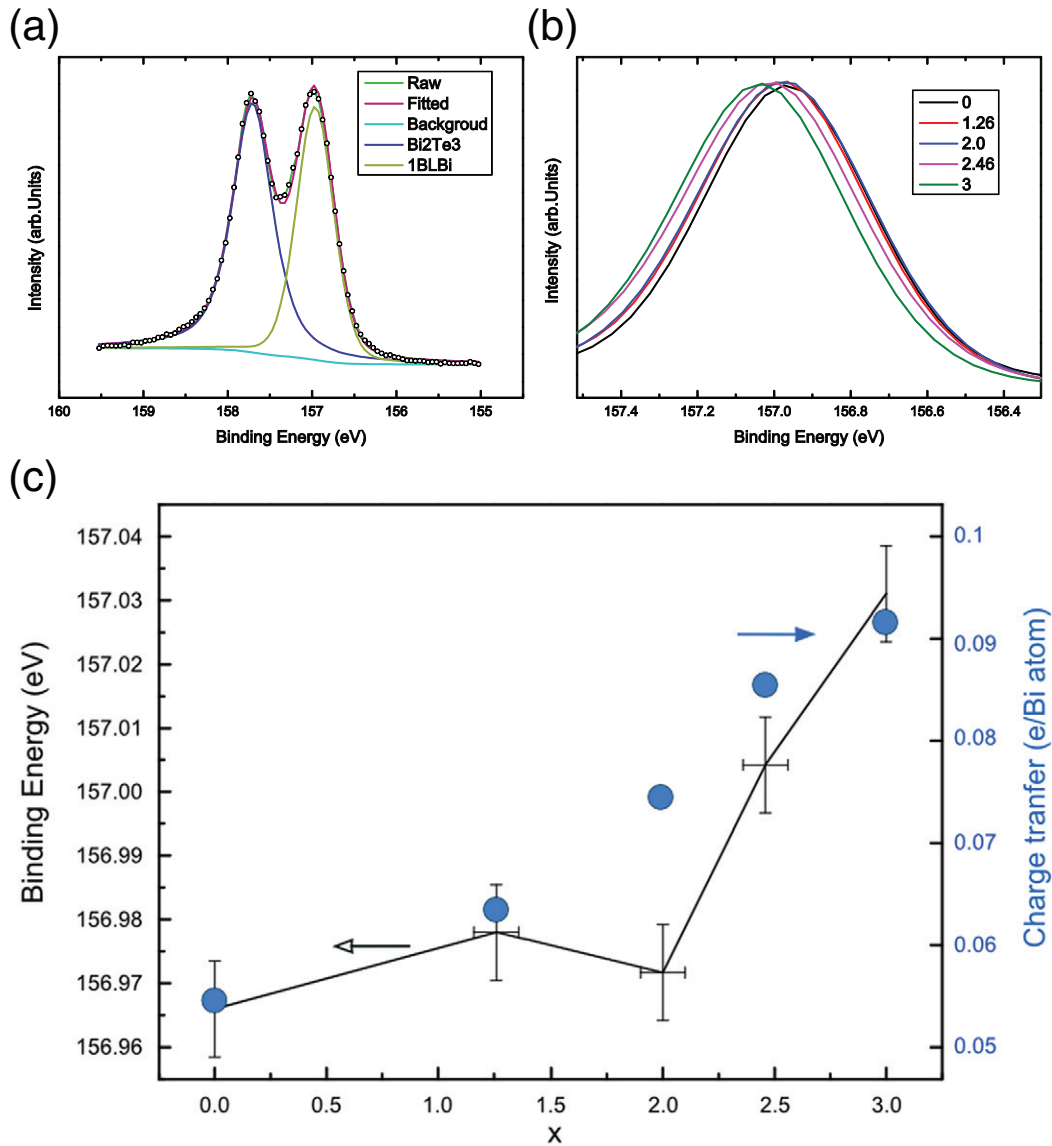 (a)
(b)
Raw
Fitted
Backgroud
Bi2Te3
1BLBi
0
1.26
2.0
2.46
3
Intensity (arb.Units)
Intensity (arb.Units)
160 159 158 157 156 155
157.4 157.2 157.0 156.8 156.6 156.4
Binding Energy (eV)
Binding Energy (eV)
(c)
157.04
157.03
157.02
157.01
157.00
156.99
156.98
156.97
156.96
Binding Energy (eV)
0.1
0.09
0.08
0.07
0.06
0.05
Charge tranfer (e/Bi atom)
0.0 0.5 1.0 1.5 2.0 2.5 3.0
x